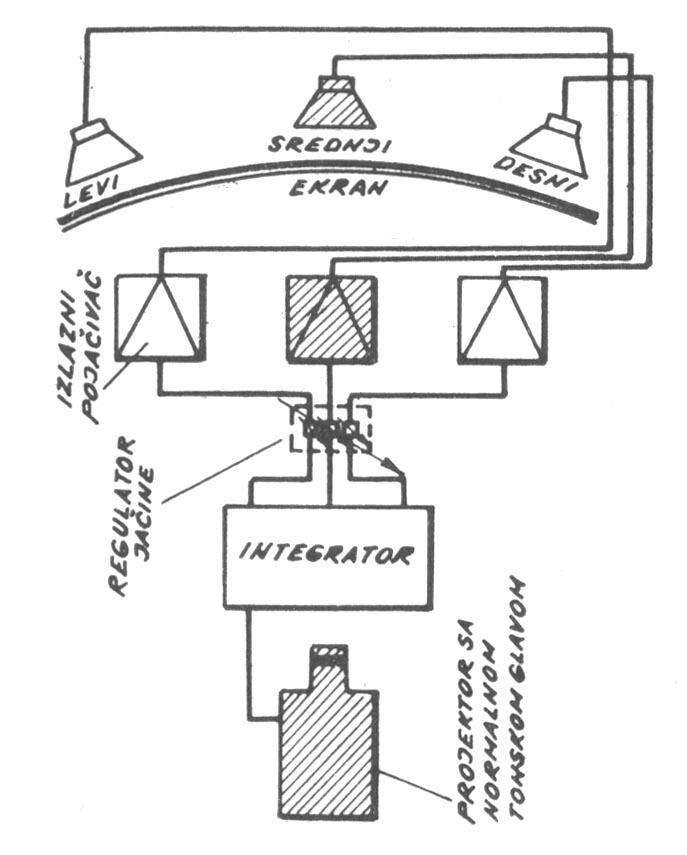 LEVI
SREDNJI
DESNI
EKRAN
IZLAZNI
POJAČIVAČ
REGULATOR
JAČINE
INTEGRATOR
PROJEKTOR SA
NORMALNOM
TONSKOM GLAVOM